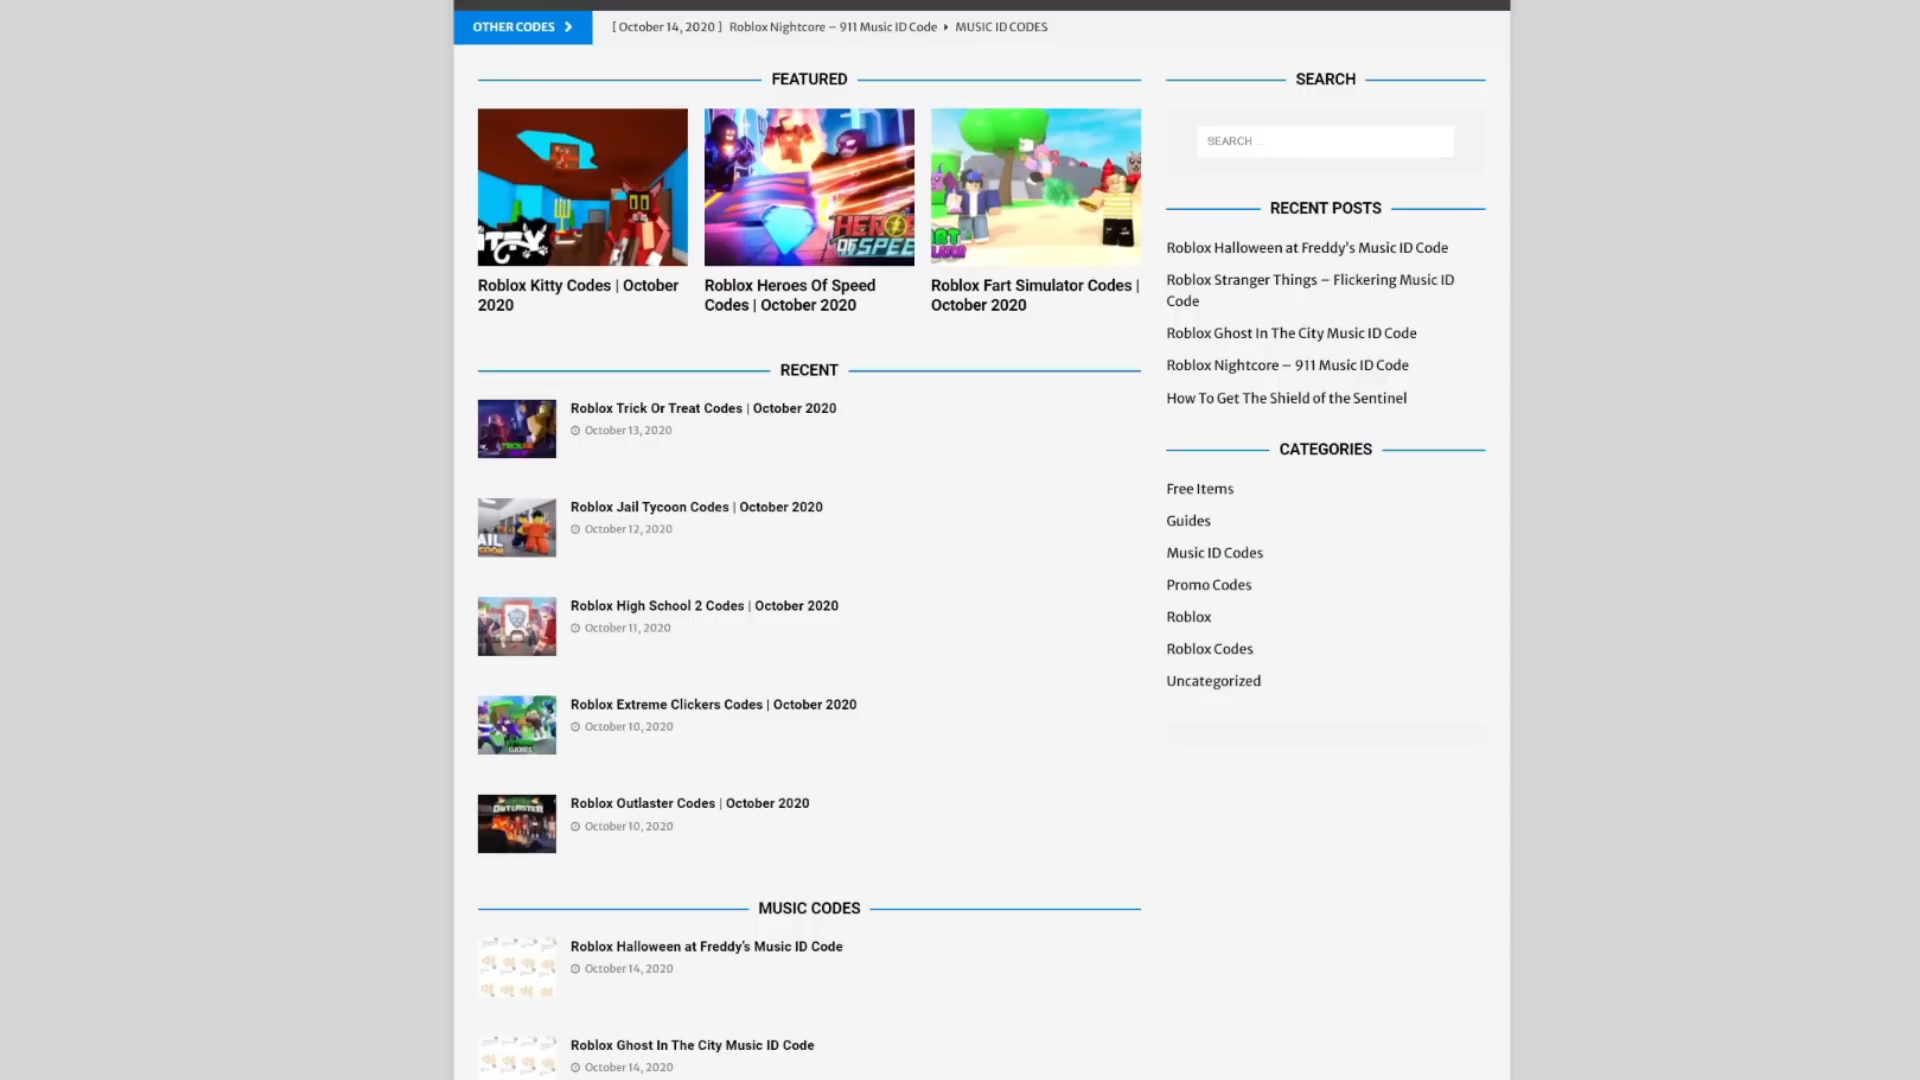 OTHER CODES
[ October 14, 2020 ] Roblox Nightcore – 911 Music ID Code
MUSIC ID CODES
FEATURED
Roblox Kitty Codes | October
2020
HERO
OF SPEE
Roblox Heroes Of Speed
Codes | October 2020
Roblox Fart Simulator Codes |
October 2020
RECENT
Roblox Trick Or Treat Codes | October 2020
October 13, 2020
AIL
Roblox Jail Tycoon Codes | October 2020
October 12, 2020
Roblox High School 2 Codes | October 2020
October 11, 2020
Roblox Extreme Clickers Codes | October 2020
October 10, 2020
OUTLASTER
Roblox Outlaster Codes | October 2020
October 10, 2020
MUSIC CODES
Roblox Halloween at Freddy's Music ID Code
October 14, 2020
Roblox Ghost In The City Music ID Code
October 14, 2020
SEARCH
SEARCH ...
RECENT POSTS
Roblox Halloween at Freddy's Music ID Code
Roblox Stranger Things – Flickering Music ID
Code
Roblox Ghost In The City Music ID Code
Roblox Nightcore – 911 Music ID Code
How To Get The Shield of the Sentinel
CATEGORIES
Free Items
Guides
Music ID Codes
Promo Codes
Roblox
Roblox Codes
Uncategorized